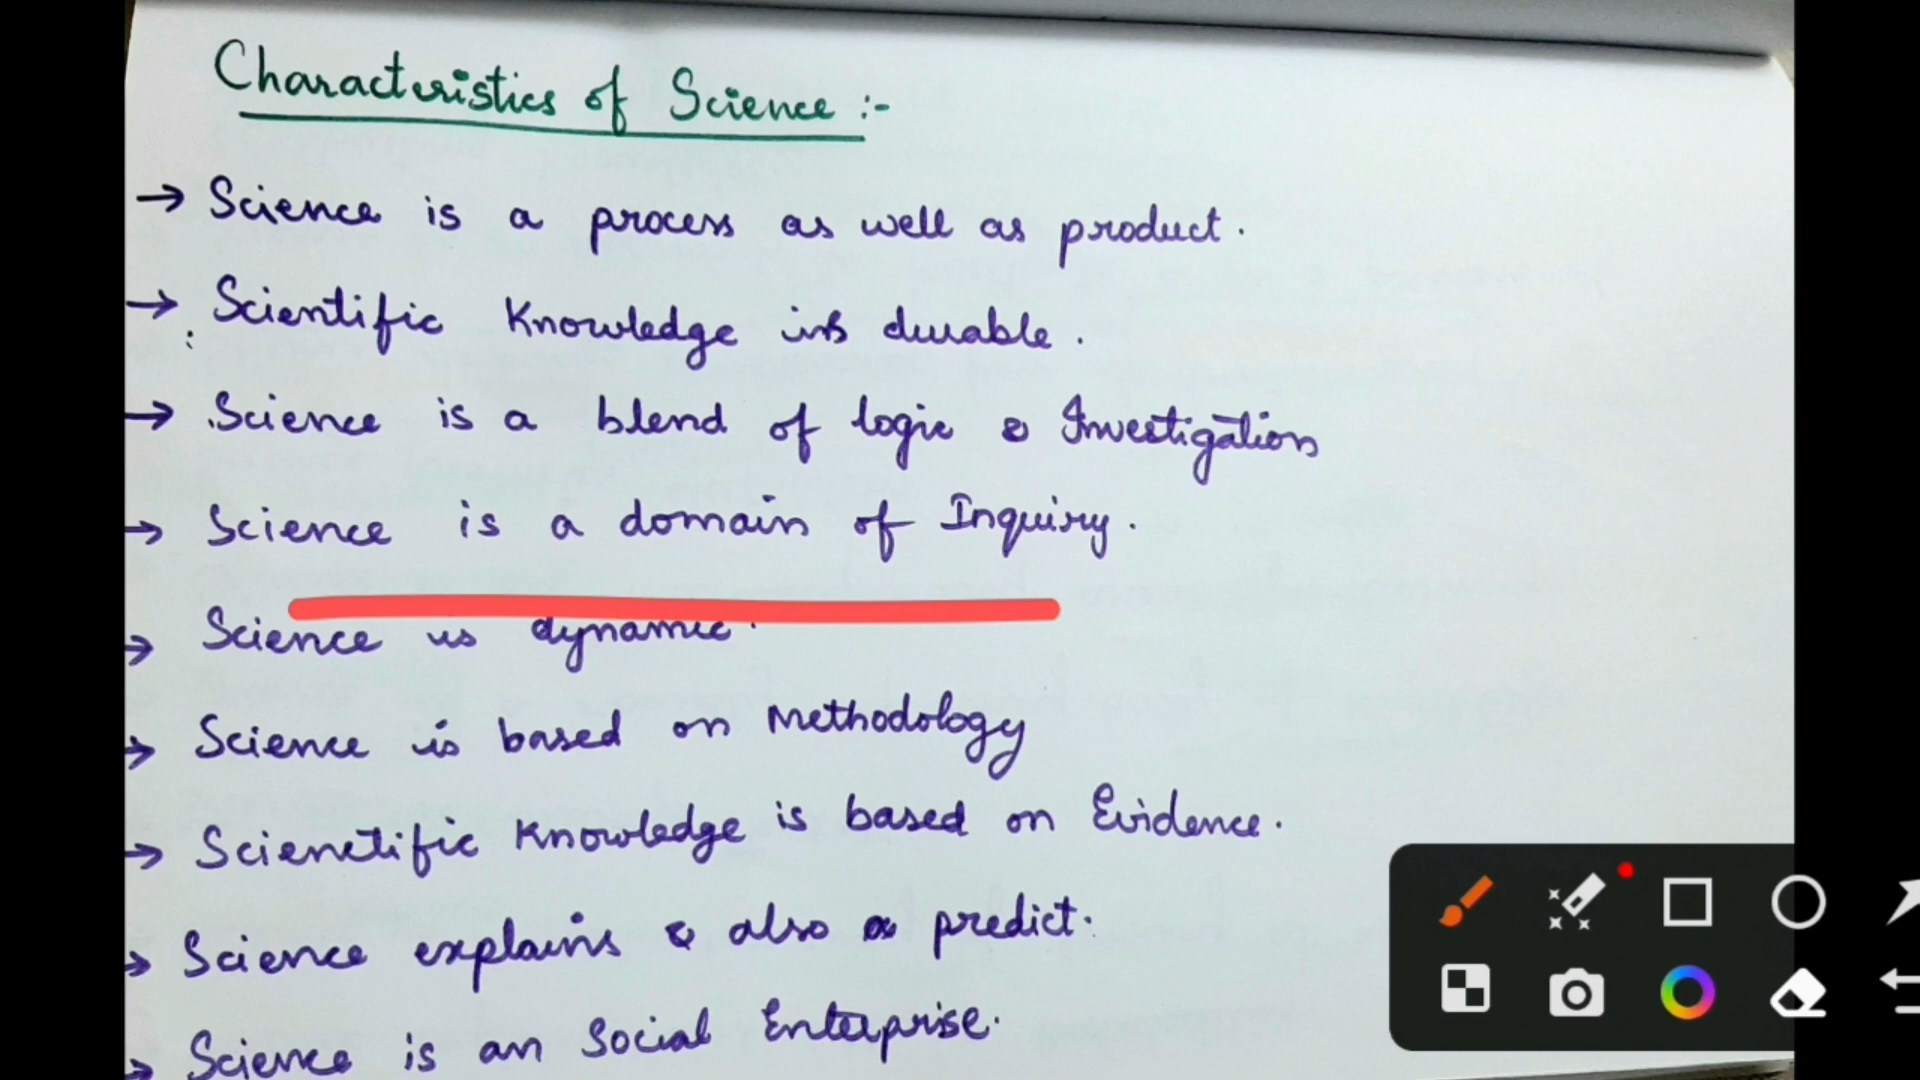 Characteristics of Science :-
→ Science is a process as well as product.
→ Scientific Knowledge is durable.
→ Science is a blend of logic & Investigation
→ Science is a domain of Inquiry.
→ Science is dynamic.
→ Science is based on Methodology
→ Scienctific Knowledge is based on Evidence.
→ Science explains & also predict.
→ Science is an Social Enterprise.